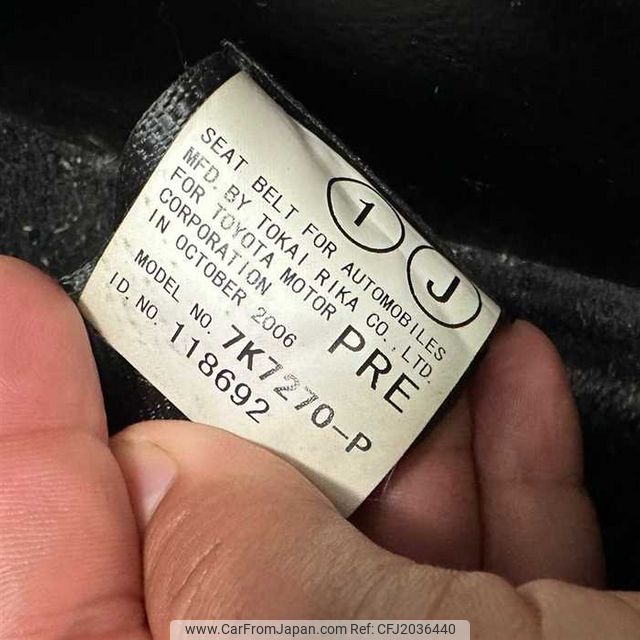 SEAT BELT FOR AUTOMOBILES
MFD. BY TOKAI RIKA CO., LTD.
FOR TOYOTA MOTOR
CORPORATION
IN OCTOBER 2006
1 J
PRE
MODEL NO. 7K7270-P
ID. NO. 118692
© www.CarFromJapan.com | Ref:CFJ2036440